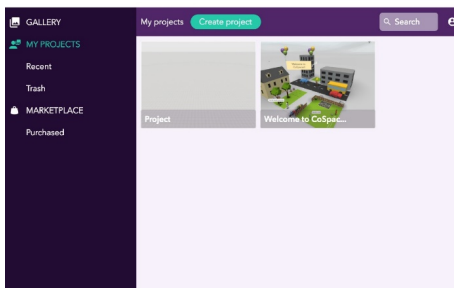 GALLERY
MY PROJECTS
Recent
Trash
MARKETPLACE
Purchased
My projects
Create project
Search
Project
Welcome to CoSpac...